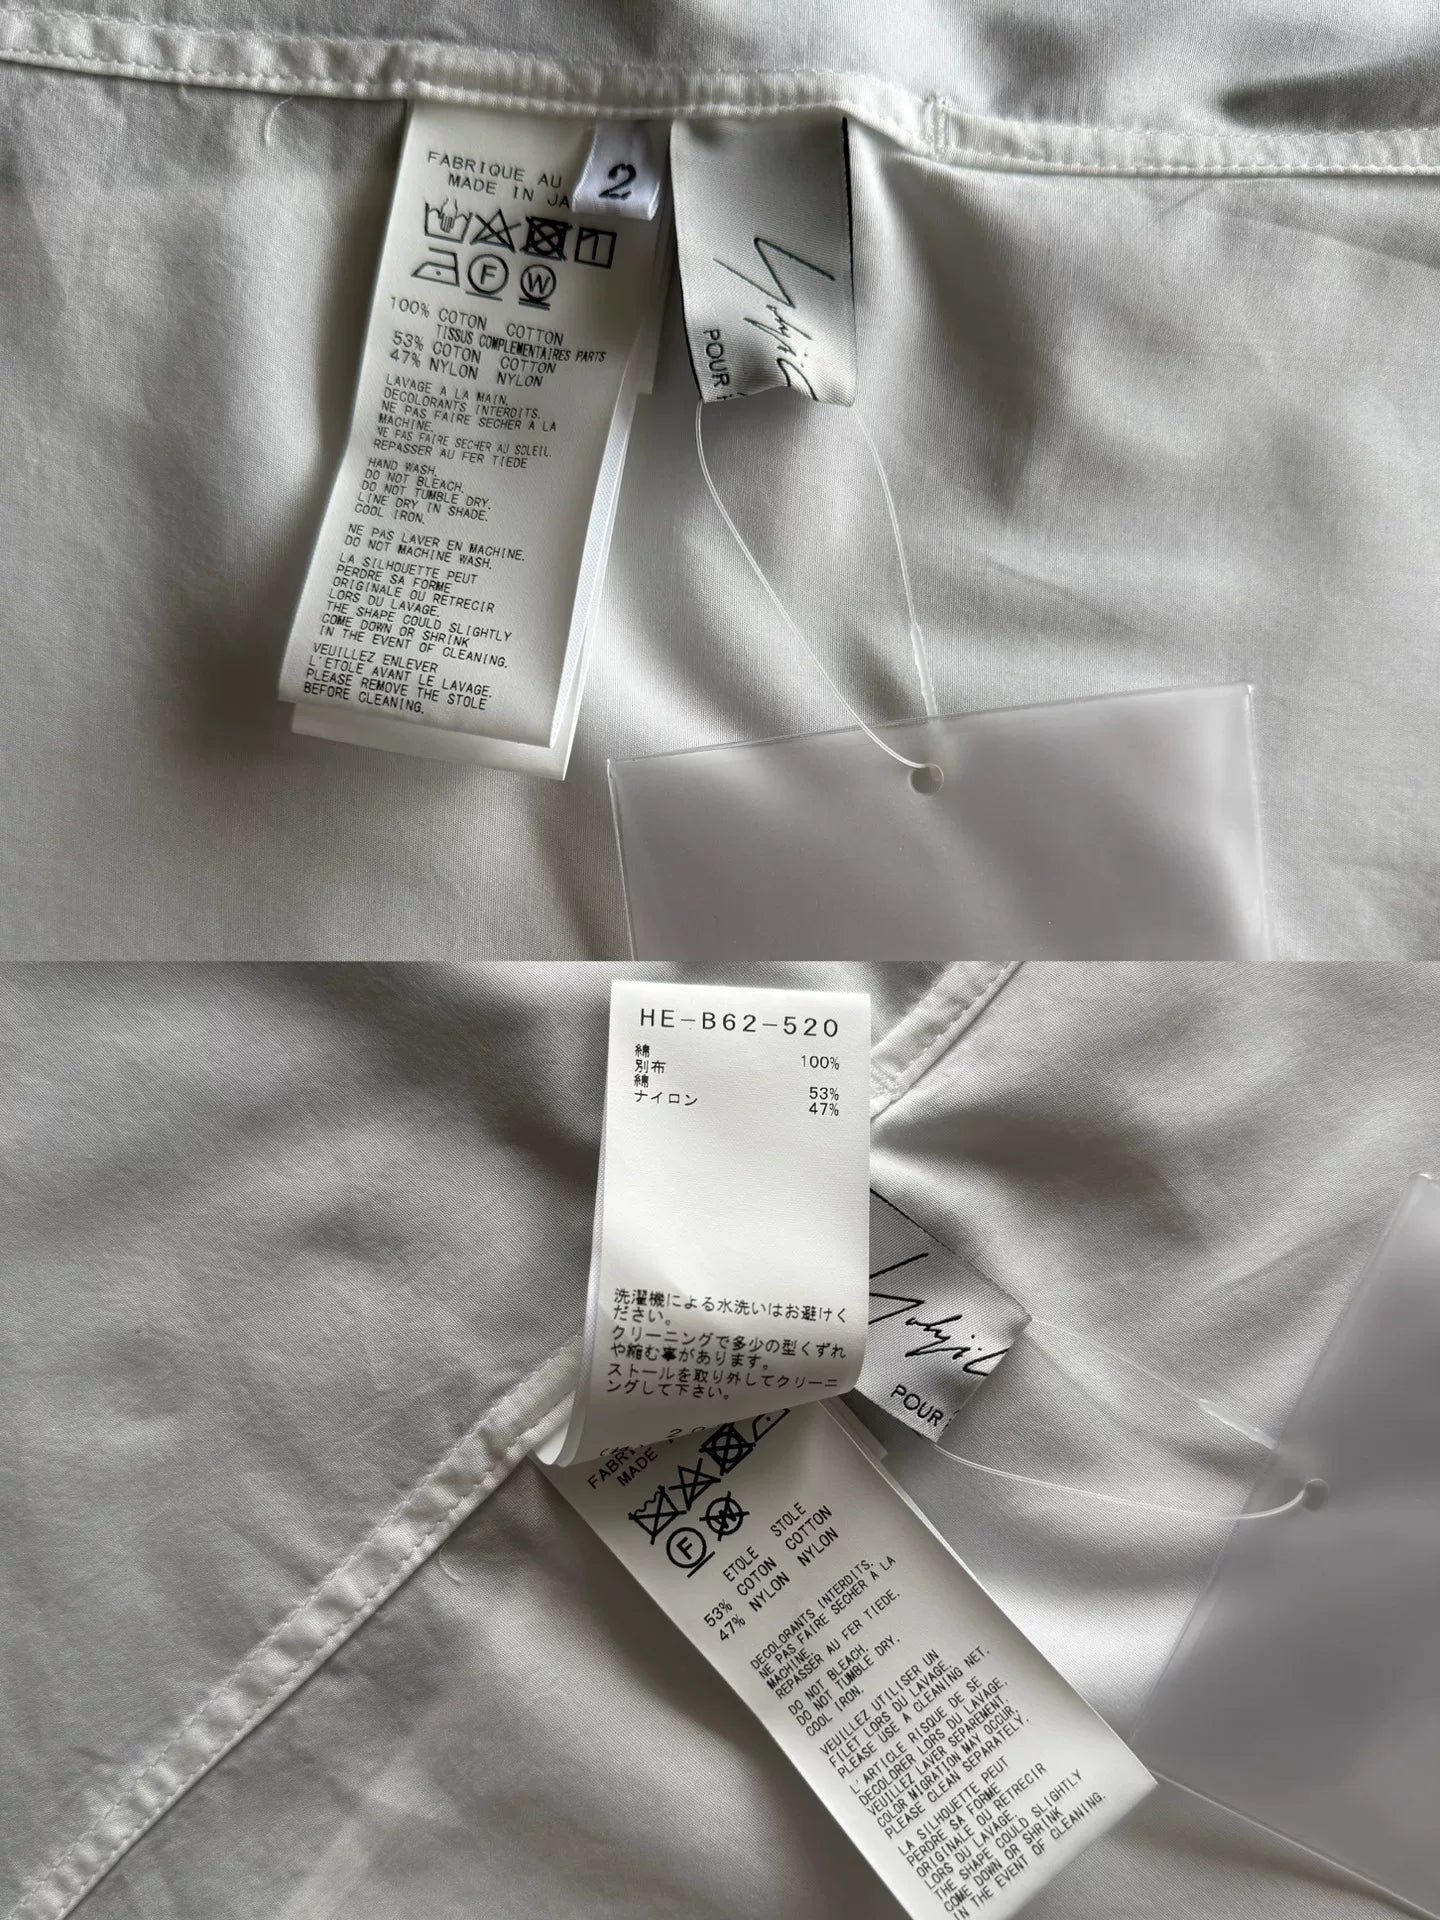 FABRIQUE AU
MADE IN JA
2
F
W
100% COTON COTTON
TISSUS COMPLEMENTAIRES PARTS
53% COTON COTTON
47% NYLON NYLON
LAVAGE A LA MAIN.
DECOLORANTS INTERDITS.
NE PAS FAIRE SECHER A LA
MACHINE.
NE PAS FAIRE SECHER AU SOLEIL.
REPASSER AU FER TIEDE
HAND WASH.
DO NOT BLEACH.
DO NOT TUMBLE DRY.
LINE DRY IN SHADE.
COOL IRON.
NE PAS LAVER EN MACHINE.
DO NOT MACHINE WASH.
LA SILHOUETTE PEUT
PERDRE SA FORME
ORIGINALE OU RETRECIR
LORS DU LAVAGE.
THE SHAPE COULD SLIGHTLY
COME DOWN OR SHRINK
IN THE EVENT OF CLEANING.
VEUILLEZ ENLEVER
L'ETOLE AVANT LE LAVAGE.
PLEASE REMOVE THE STOLE
BEFORE CLEANING.
POUR
HE-B62-520
綿 100%
別布
綿 53%
ナイロン 47%
洗濯機による水洗いはお避けく
ださい。
クリーニングで多少の型くずれ
や縮む事があります。
ストールを取り外してクリーニ
ングして下さい。
POUR
FABR
MADE
F
W
ETOLE STOLE
53% COTON COTTON
47% NYLON NYLON
DECOLORANTS INTERDITS.
NE PAS FAIRE SECHER A LA
MACHINE.
REPASSER AU FER TIEDE.
DO NOT BLEACH.
DO NOT TUMBLE DRY.
COOL IRON.
VEUILLEZ UTILISER UN
FILET LORS DU LAVAGE.
PLEASE USE A CLEANING NET.
L'ARTICLE RISQUE DE SE
DECOLORER LORS DU LAVAGE.
VEUILLEZ LAVER SEPAREMENT.
COLOR MIGRATION MAY OCCUR.
PLEASE CLEAN SEPARATELY.
LA SILHOUETTE PEUT
PERDRE SA FORME
ORIGINALE OU RETRECIR
LORS DU LAVAGE.
THE SHAPE COULD SLIGHTLY
COME DOWN OR SHRINK
IN THE EVENT OF CLEANING.